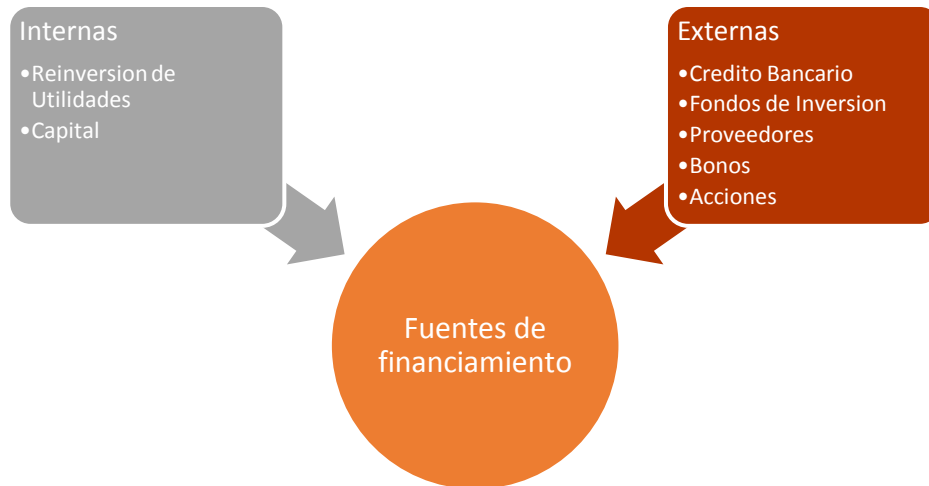 Internas
•Reinversion de
Utilidades
•Capital
Externas
•Credito Bancario
•Fondos de Inversion
•Proveedores
•Bonos
•Acciones
Fuentes de
financiamiento